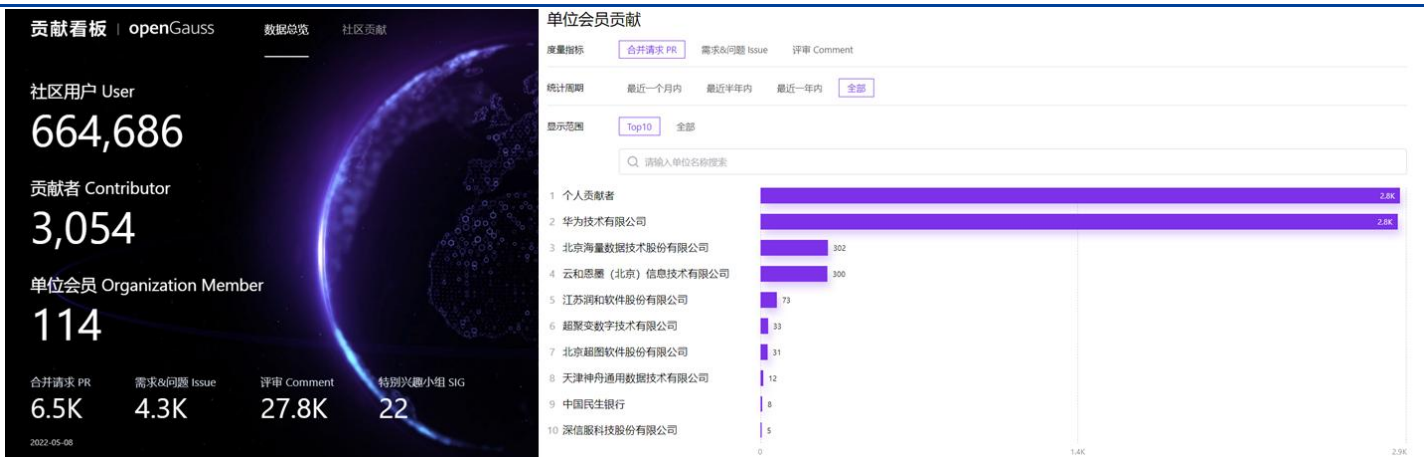 贡献看板 | openGauss 数据总览 社区贡献
社区用户 User
664,686
贡献者 Contributor
3,054
单位会员 Organization Member
114
合并请求 PR 需求&问题 Issue 评审 Comment 特别兴趣小组 SIG
6.5K 4.3K 27.8K 22
2022-05-08
单位会员贡献
度量指标 合并请求 PR 需求&问题 Issue 评审 Comment
统计周期 最近一个月内 最近半年内 最近一年内 全部
显示范围 Top10 全部
请输入单位名称搜索
1 个人贡献者 2.8K
2 华为技术有限公司 2.8K
3 北京海量数据技术股份有限公司 302
4 云和恩墨（北京）信息技术有限公司 300
5 江苏润和软件股份有限公司 73
6 超聚变数字技术有限公司 33
7 北京超图软件股份有限公司 31
8 天津神舟通用数据技术有限公司 12
9 中国民生银行 8
10 深信服科技股份有限公司 5
0 1.4K 2.9K